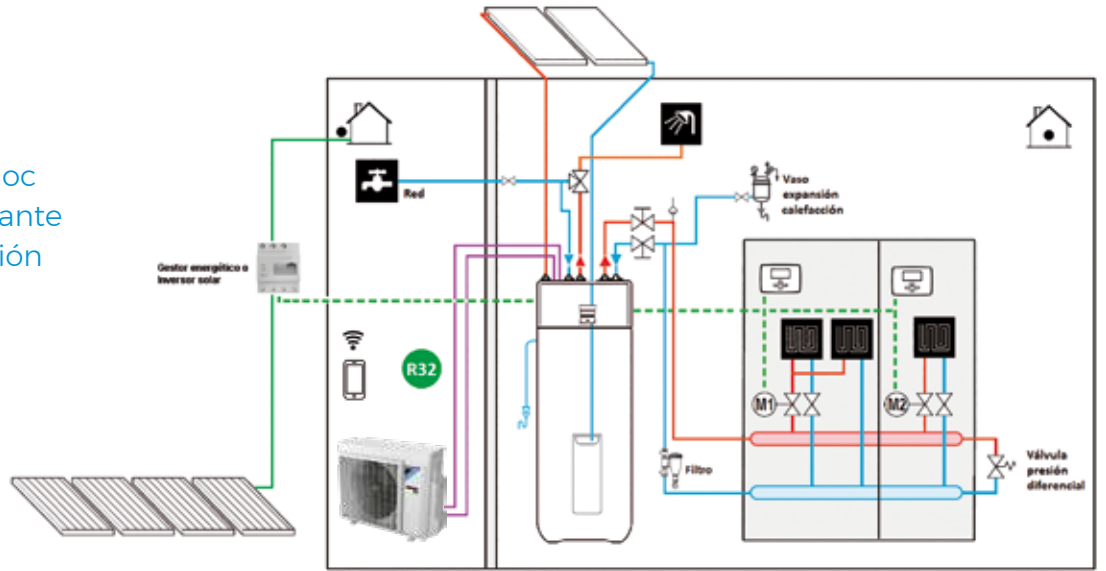 oc
ante
ión
Red
Gestor energético o
Inversor solar
R32
Vaso
expansión
calefacción
M1
M2
Filtro
Válvula
presión
diferencial